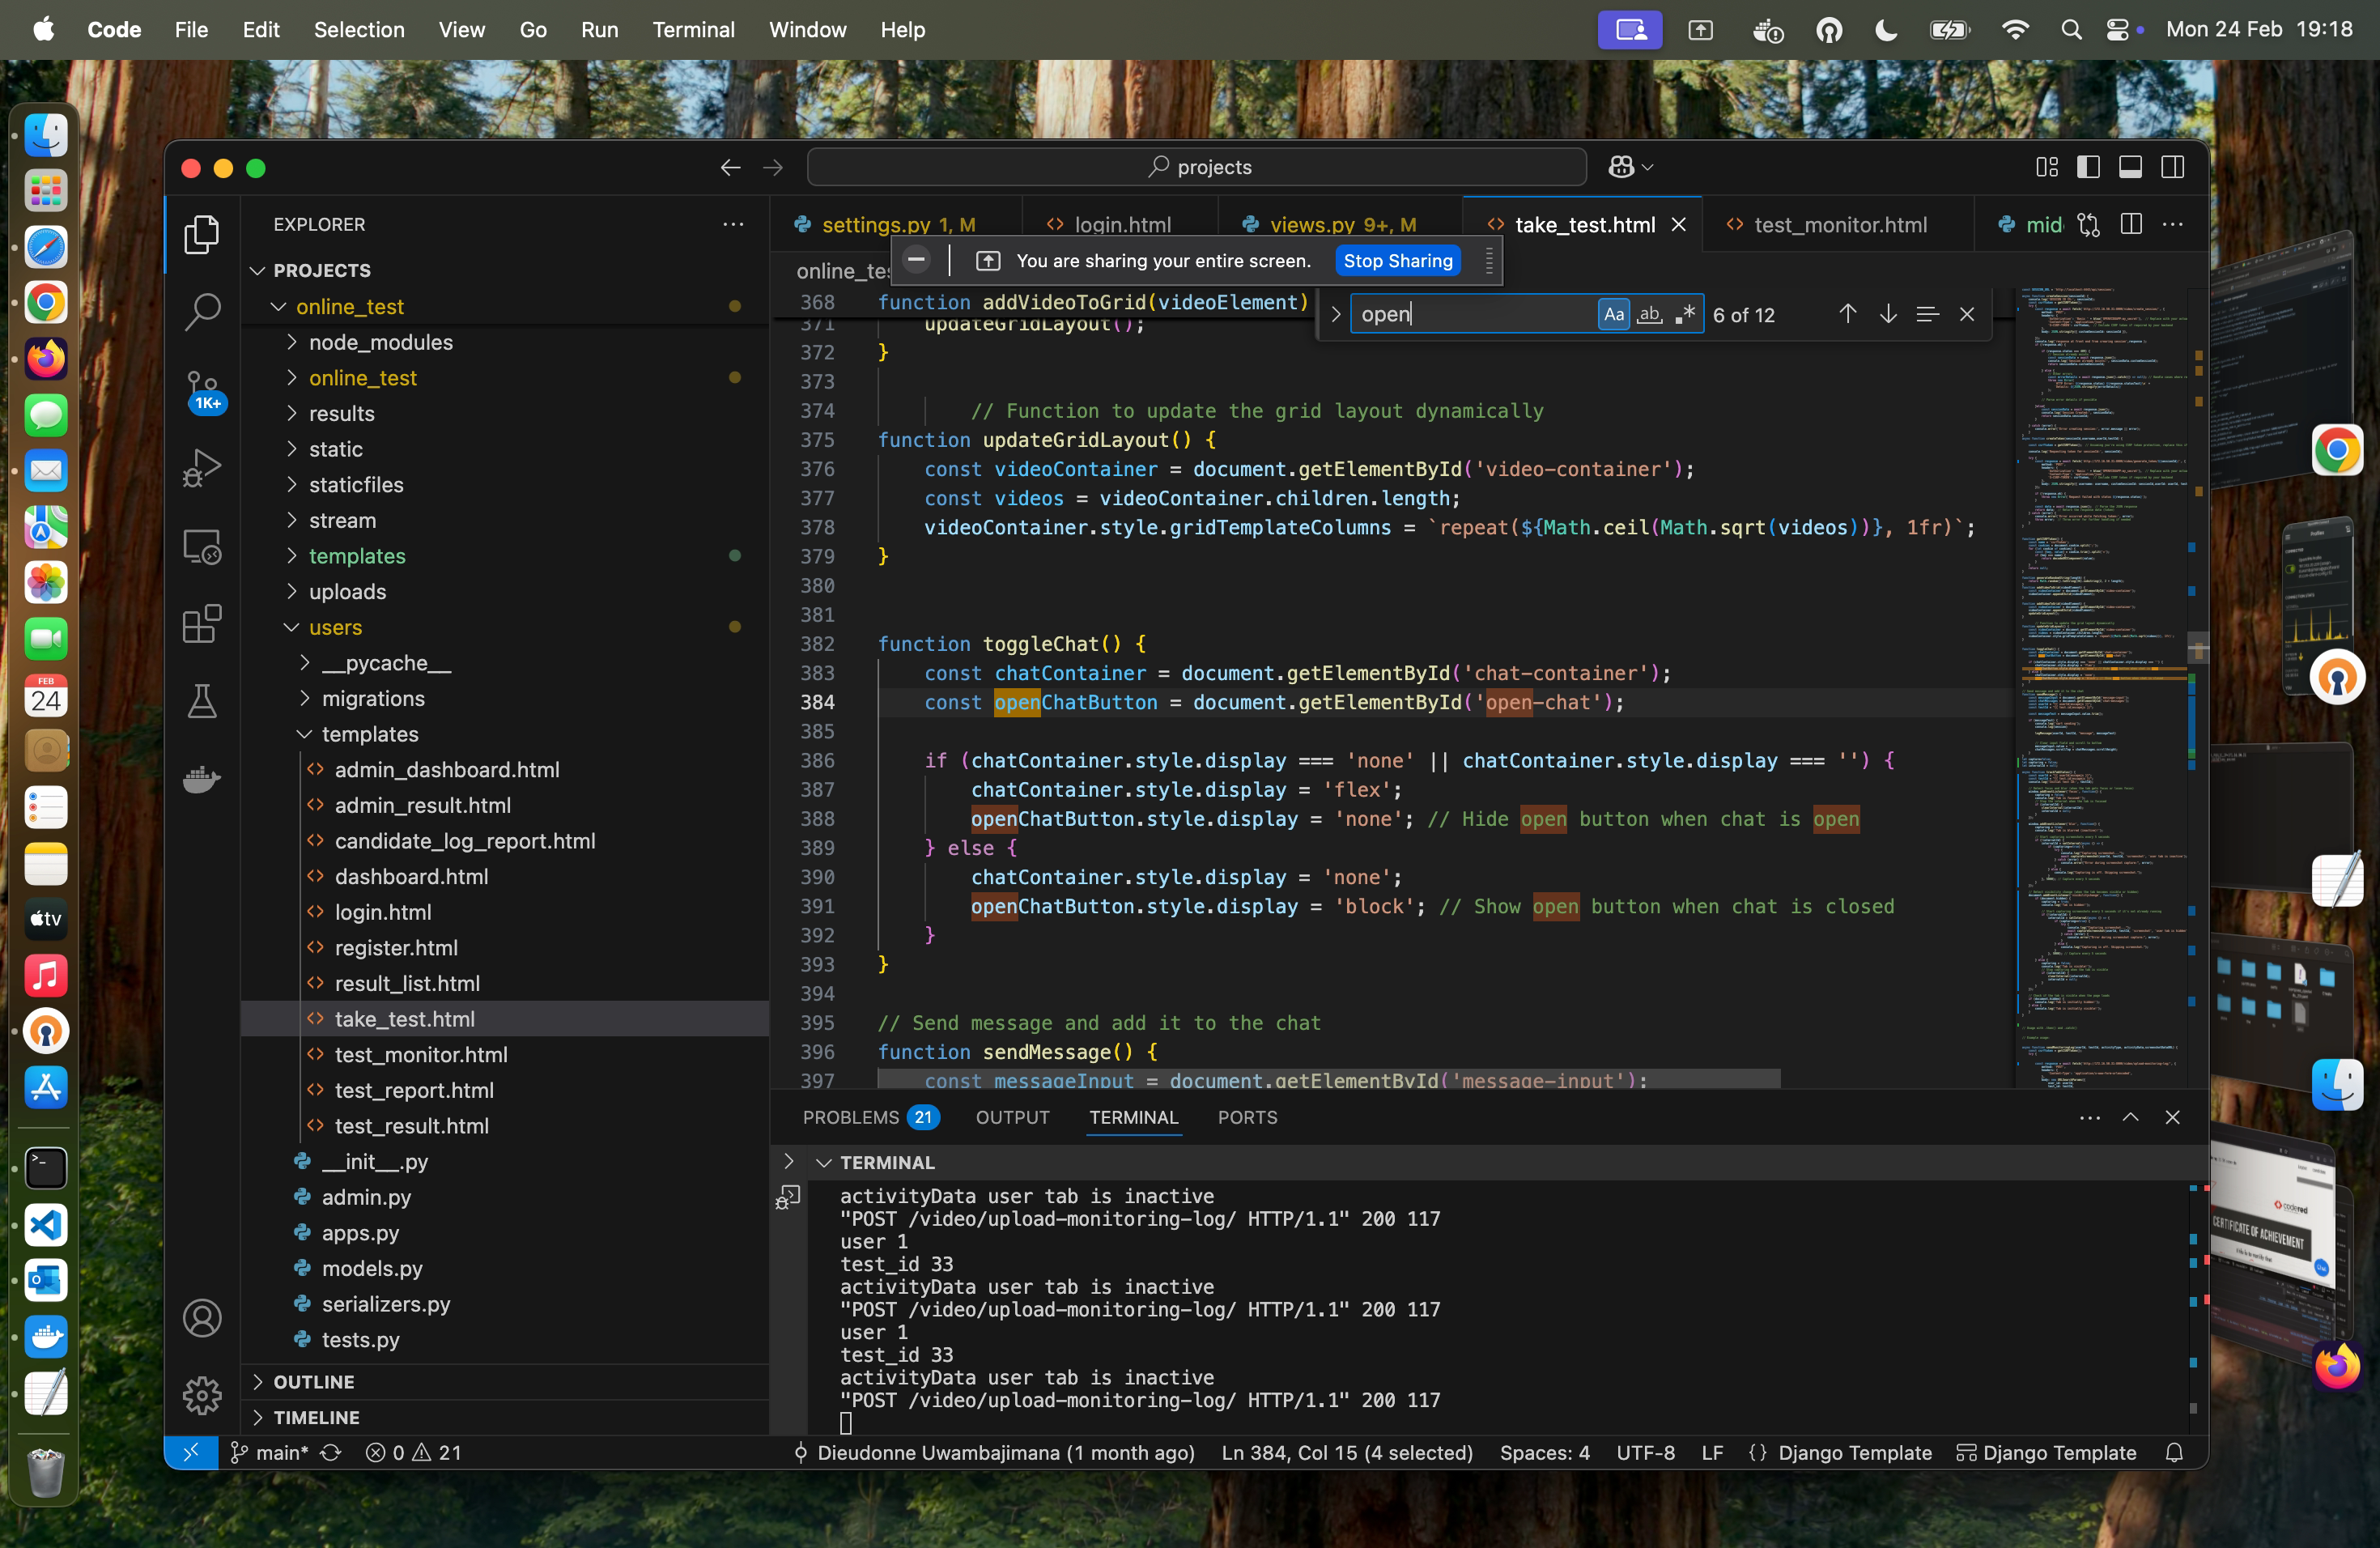 Code File Edit Selection View Go Run Terminal Window Help Mon 24 Feb 19:18
projects
EXPLORER
PROJECTS
online_test
node_modules
online_test
results
static
staticfiles
stream
templates
uploads
users
__pycache__
migrations
templates
admin_dashboard.html
admin_result.html
candidate_log_report.html
dashboard.html
login.html
register.html
result_list.html
take_test.html
test_monitor.html
test_report.html
test_result.html
__init__.py
admin.py
apps.py
models.py
serializers.py
tests.py
OUTLINE
TIMELINE
1K+
FEB
24
tv
settings.py 1, M login.html views.py 9+, M take_test.html test_monitor.html mid
You are sharing your entire screen. Stop Sharing
online_tes
open Aa ab 6 of 12
368 function addVideoToGrid(videoElement)
371 updateGridLayout();
372 }
373
374 // Function to update the grid layout dynamically
375 function updateGridLayout() {
376 const videoContainer = document.getElementById('video-container');
377 const videos = videoContainer.children.length;
378 videoContainer.style.gridTemplateColumns = `repeat(${Math.ceil(Math.sqrt(videos))}, 1fr)`;
379 }
380
381
382 function toggleChat() {
383 const chatContainer = document.getElementById('chat-container');
384 const openChatButton = document.getElementById('open-chat');
385
386 if (chatContainer.style.display === 'none' || chatContainer.style.display === '') {
387 chatContainer.style.display = 'flex';
388 openChatButton.style.display = 'none'; // Hide open button when chat is open
389 } else {
390 chatContainer.style.display = 'none';
391 openChatButton.style.display = 'block'; // Show open button when chat is closed
392 }
393 }
394
395 // Send message and add it to the chat
396 function sendMessage() {
397 const messageInput = document.getElementById('message-input');
PROBLEMS 21 OUTPUT TERMINAL PORTS
TERMINAL
activityData user tab is inactive
"POST /video/upload-monitoring-log/ HTTP/1.1" 200 117
user 1
test_id 33
activityData user tab is inactive
"POST /video/upload-monitoring-log/ HTTP/1.1" 200 117
user 1
test_id 33
activityData user tab is inactive
"POST /video/upload-monitoring-log/ HTTP/1.1" 200 117
main* 0 21 Dieudonne Uwambajimana (1 month ago) Ln 384, Col 15 (4 selected) Spaces: 4 UTF-8 LF {} Django Template Django Template
codered
CERTIFICATE OF ACHIEVEMENT